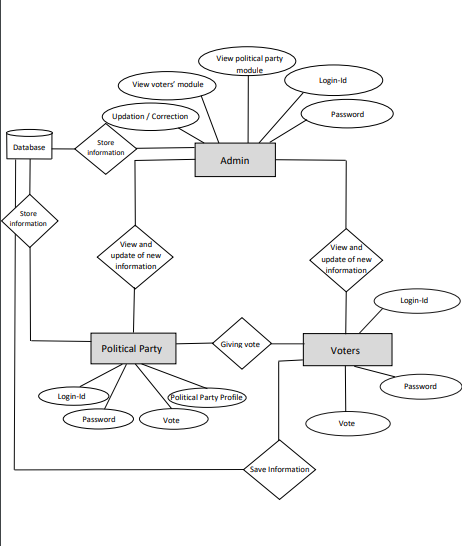 View political party
module
View voters' module
Login-Id
Updation / Correction
Password
Database
Store
information
Admin
Store
information
View and
update of new
information
View and
update of new
information
Login-Id
Political Party
Giving vote
Voters
Login-Id
Political Party Profile
Password
Password
Vote
Vote
Save Information